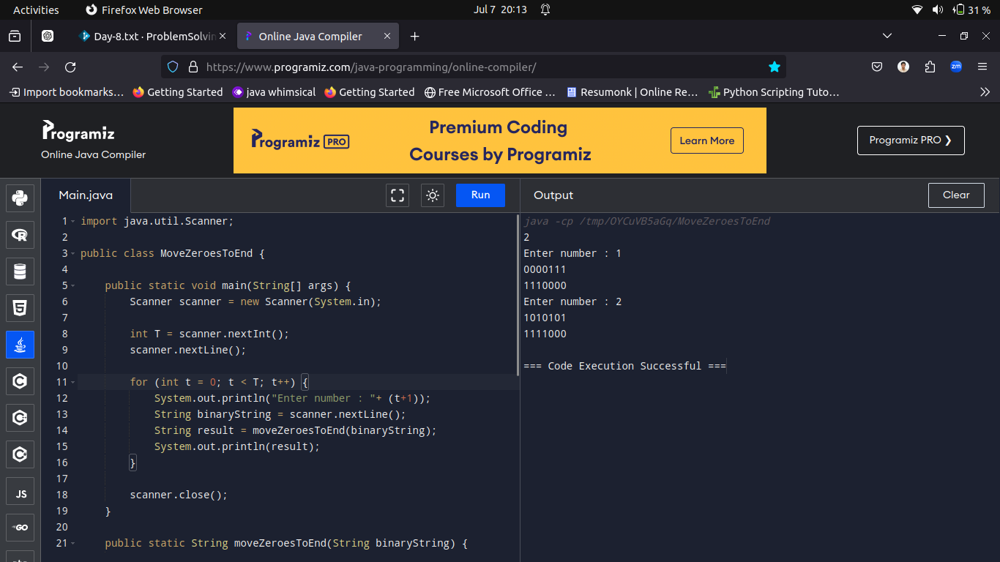 Activities
Firefox Web Browser
Jul 7 20:13
31 %
Day-8.txt · ProblemSolvin
Online Java Compiler
https://www.programiz.com/java-programming/online-compiler/
zm
Import bookmarks…
Getting Started
java whimsical
Getting Started
Free Microsoft Office …
Resumonk | Online Re…
Python Scripting Tuto…
Programiz
Online Java Compiler
Programiz PRO
Premium Coding
Courses by Programiz
Learn More
Programiz PRO ❯
Main.java
Run
Output
Clear
1 import java.util.Scanner;
2
3 public class MoveZeroesToEnd {
4
5 public static void main(String[] args) {
6 Scanner scanner = new Scanner(System.in);
7
8 int T = scanner.nextInt();
9 scanner.nextLine();
10
11 for (int t = 0; t < T; t++) {
12 System.out.println("Enter number : "+ (t+1));
13 String binaryString = scanner.nextLine();
14 String result = moveZeroesToEnd(binaryString);
15 System.out.println(result);
16 }
17
18 scanner.close();
19 }
20
21 public static String moveZeroesToEnd(String binaryString) {
java -cp /tmp/OYCuVB5aGq/MoveZeroesToEnd
2
Enter number : 1
0000111
1110000
Enter number : 2
1010101
1111000
=== Code Execution Successful ===
R
5
C
C
C
JS
GO